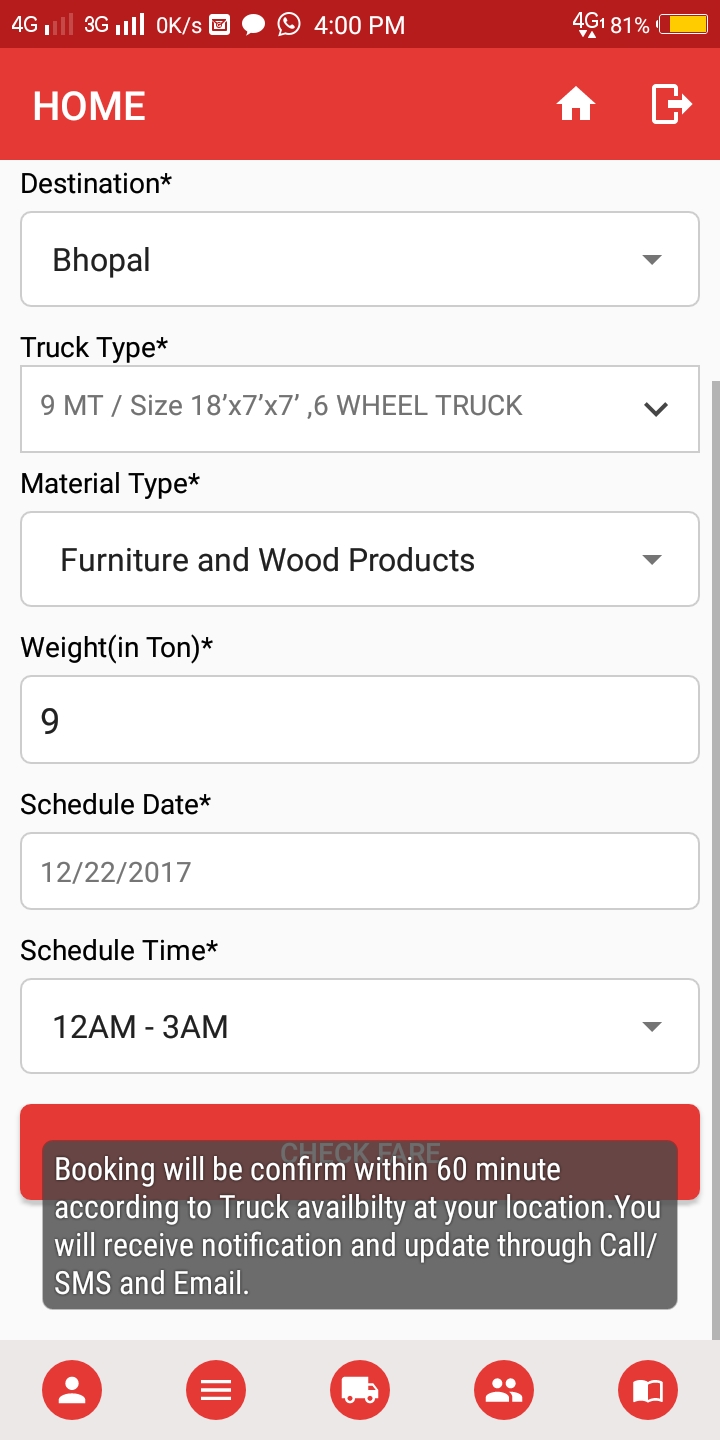 4G 3G 0K/s 4:00 PM 4G1 81%
HOME
Destination*
Bhopal
Truck Type*
9 MT / Size 18’x7’x7’ ,6 WHEEL TRUCK
Material Type*
Furniture and Wood Products
Weight(in Ton)*
9
Schedule Date*
12/22/2017
Schedule Time*
12AM - 3AM
CHECK FARE
Booking will be confirm within 60 minute
according to Truck availbilty at your location.You
will receive notification and update through Call/
SMS and Email.